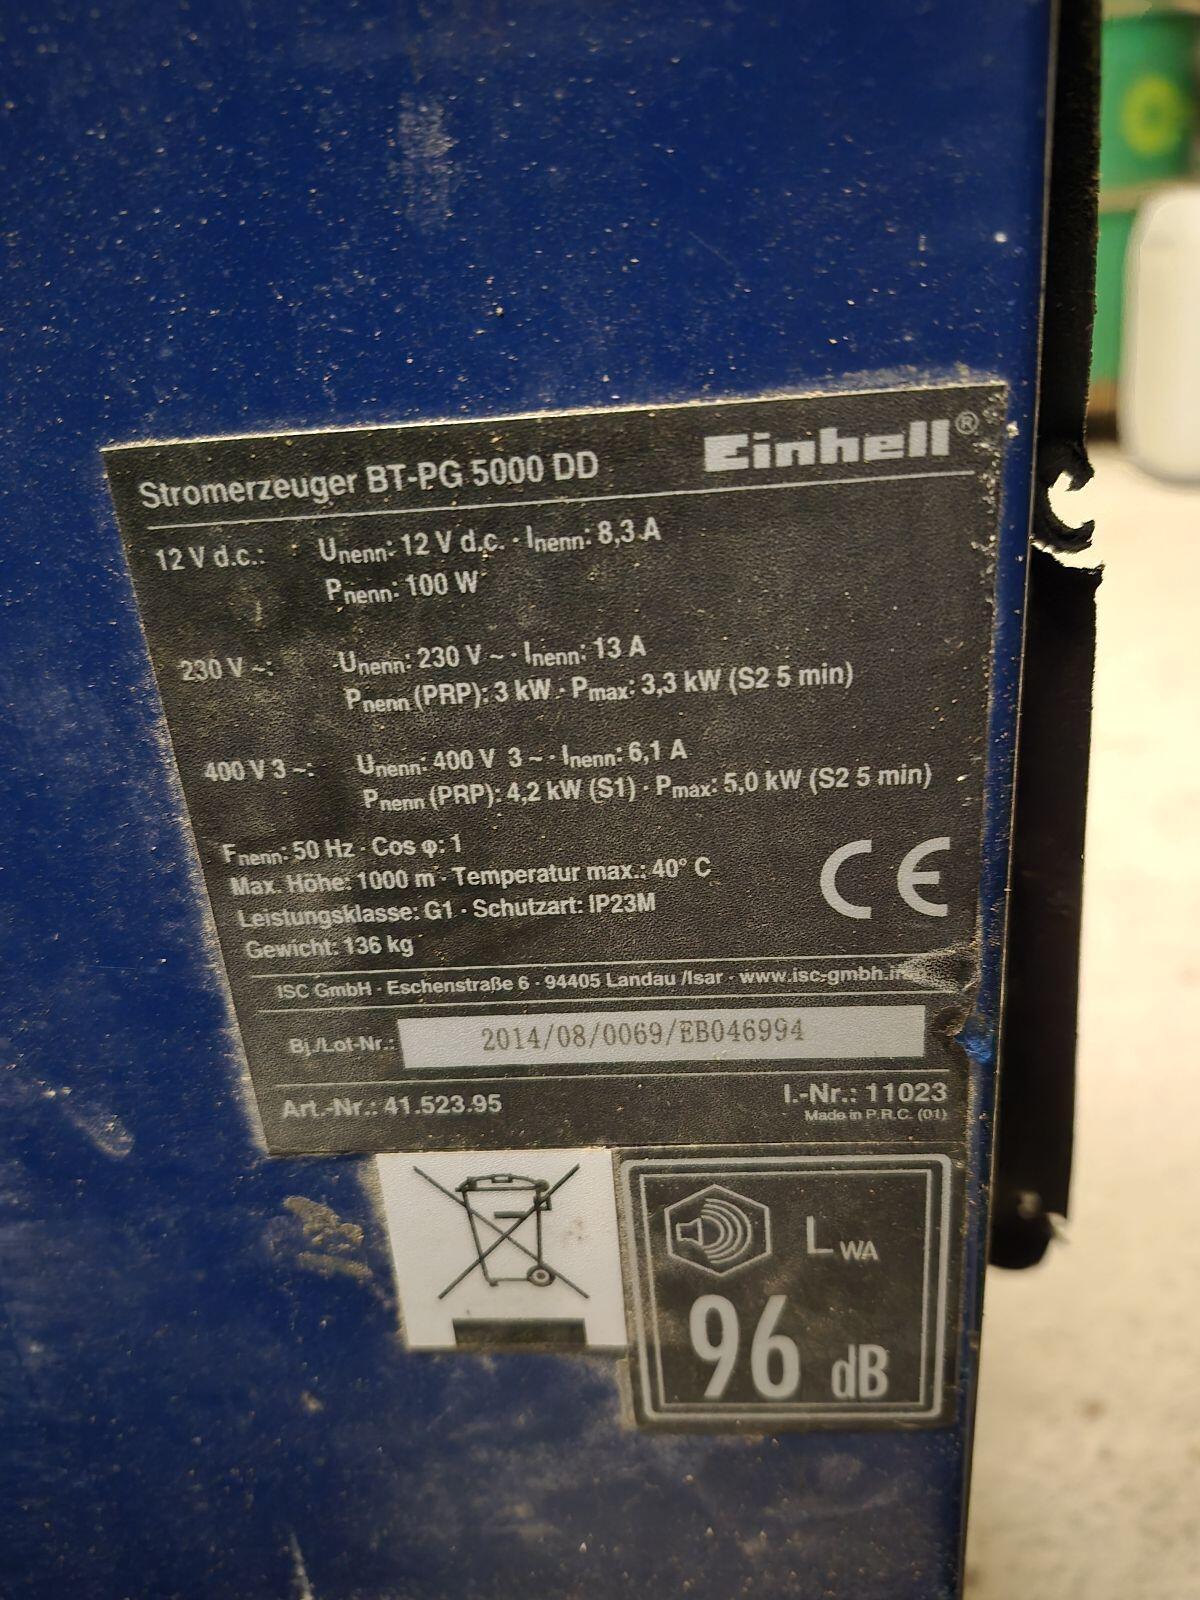 Einhell®
Stromerzeuger BT-PG 5000 DD
12 V d.c.: Unenn: 12 V d.c. · Inenn: 8,3 A
Pnenn: 100 W
230 V ~: Unenn: 230 V ~ · Inenn: 13 A
Pnenn (PRP): 3 kW · Pmax: 3,3 kW (S2 5 min)
400 V 3 ~: Unenn: 400 V 3 ~ · Inenn: 6,1 A
Pnenn (PRP): 4,2 kW (S1) · Pmax: 5,0 kW (S2 5 min)
Fnenn: 50 Hz · Cos φ: 1
Max. Höhe: 1000 m · Temperatur max.: 40° C
Leistungsklasse: G1 · Schutzart: IP23M
Gewicht: 136 kg
CE
ISC GmbH · Eschenstraße 6 · 94405 Landau /Isar · www.isc-gmbh.
Bj./Lot-Nr.: 2014/08/0069/EB046994
Art.-Nr.: 41.523.95 I.-Nr.: 11023
Made in P.R.C. (01)
LWA
96 dB